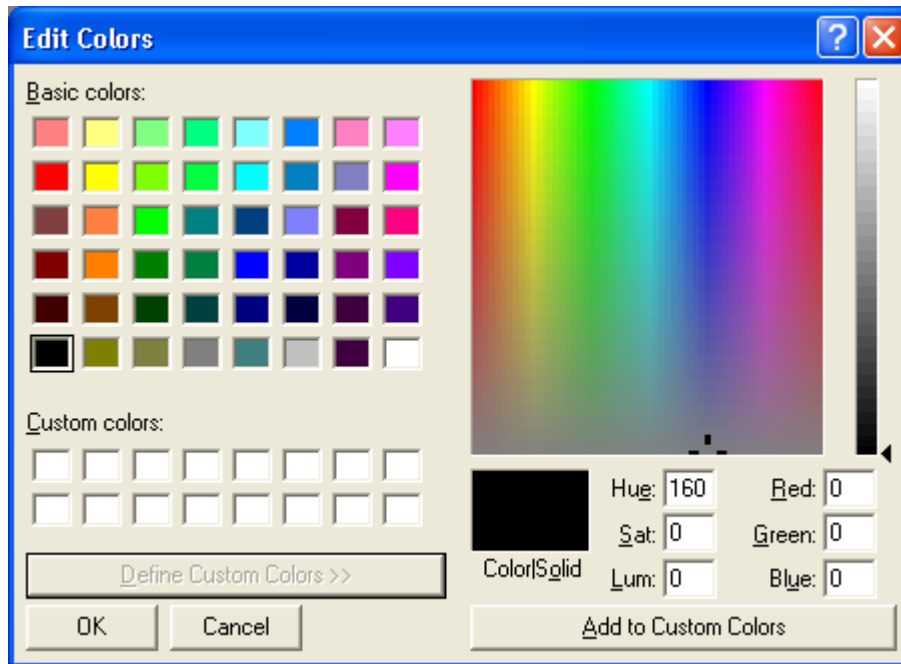 Edit Colors
Basic colors:
Custom colors:
Define Custom Colors >>
OK Cancel
Color|Solid
Hue: 160 Red: 0
Sat: 0 Green: 0
Lum: 0 Blue: 0
Add to Custom Colors